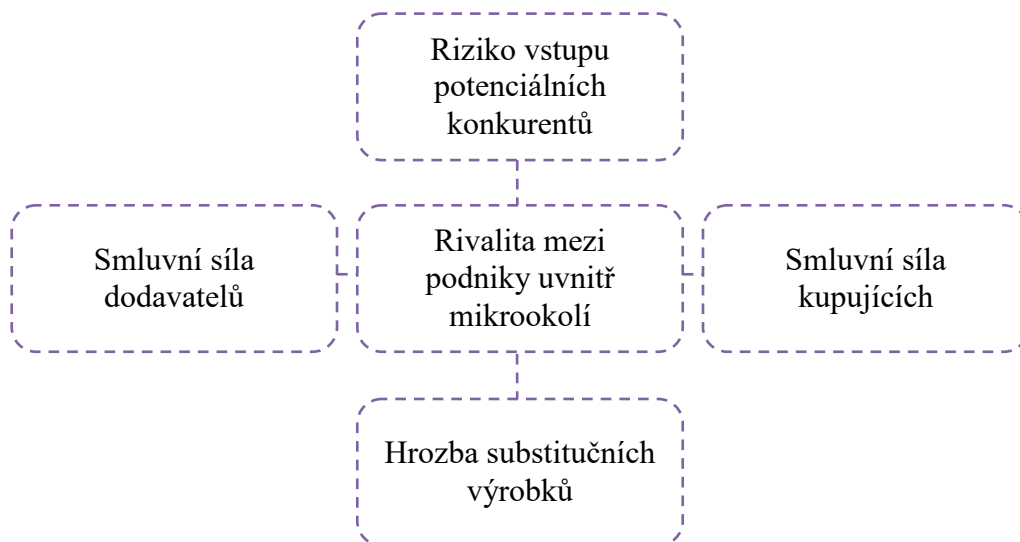 Riziko vstupu
potenciálních
konkurentů
Smluvní síla
dodavatelů
Rivalita mezi
podniky uvnitř
mikrookolí
Smluvní síla
kupujících
Hrozba substitučních
výrobků